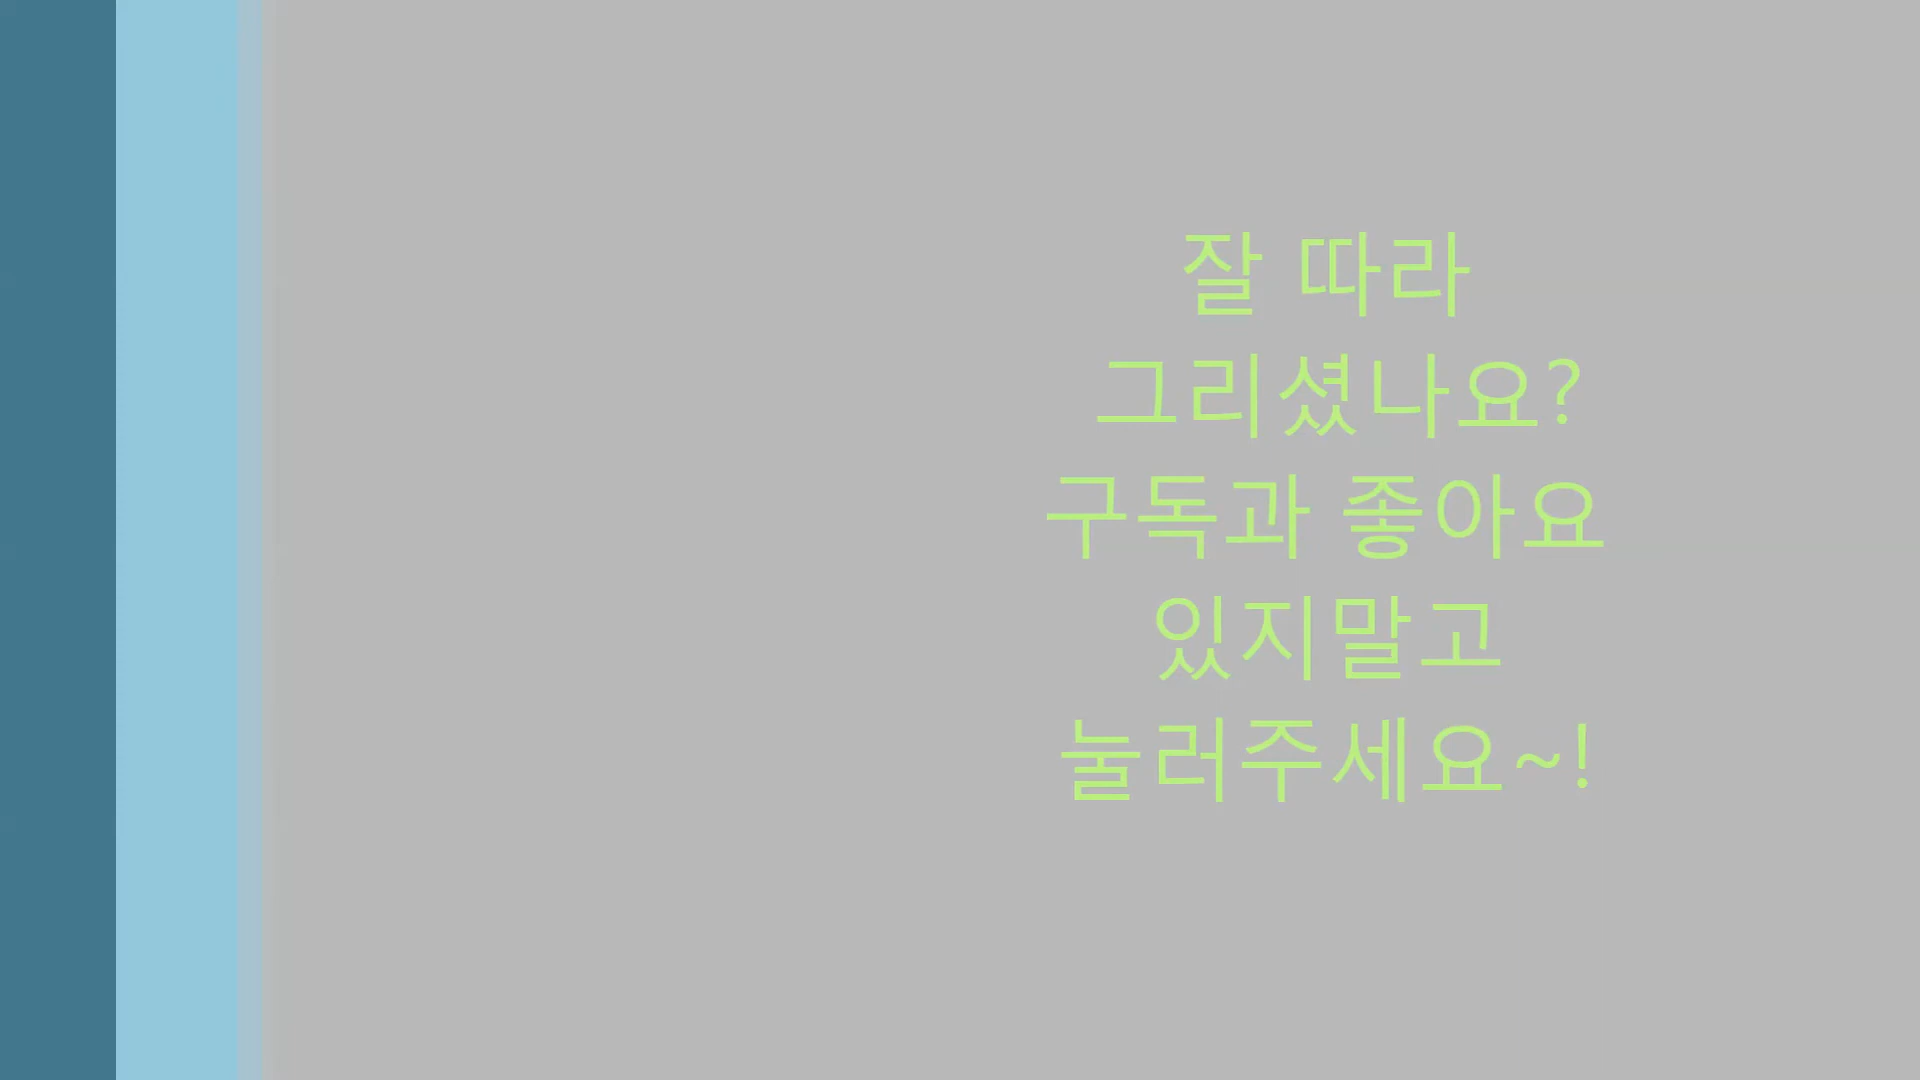 잘 따라
그리셨나요?
구독과 좋아요
있지말고
눌러주세요~!